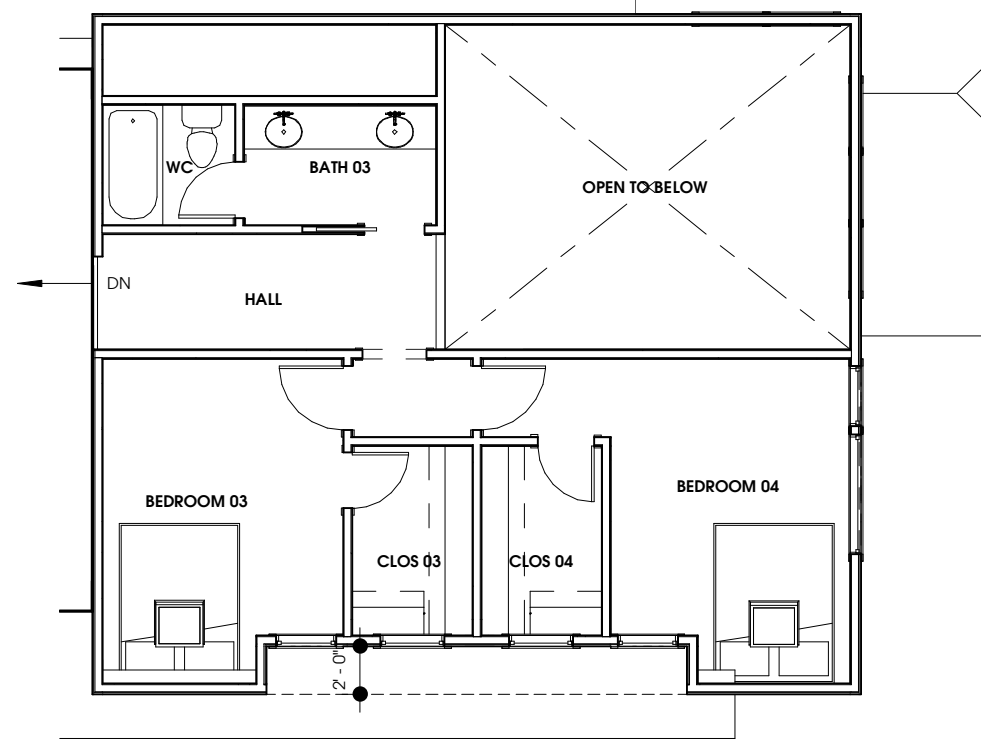 WC
BATH 03
OPEN TO BELOW
DN
HALL
BEDROOM 03
BEDROOM 04
CLOS 03
CLOS 04
2' - 0"